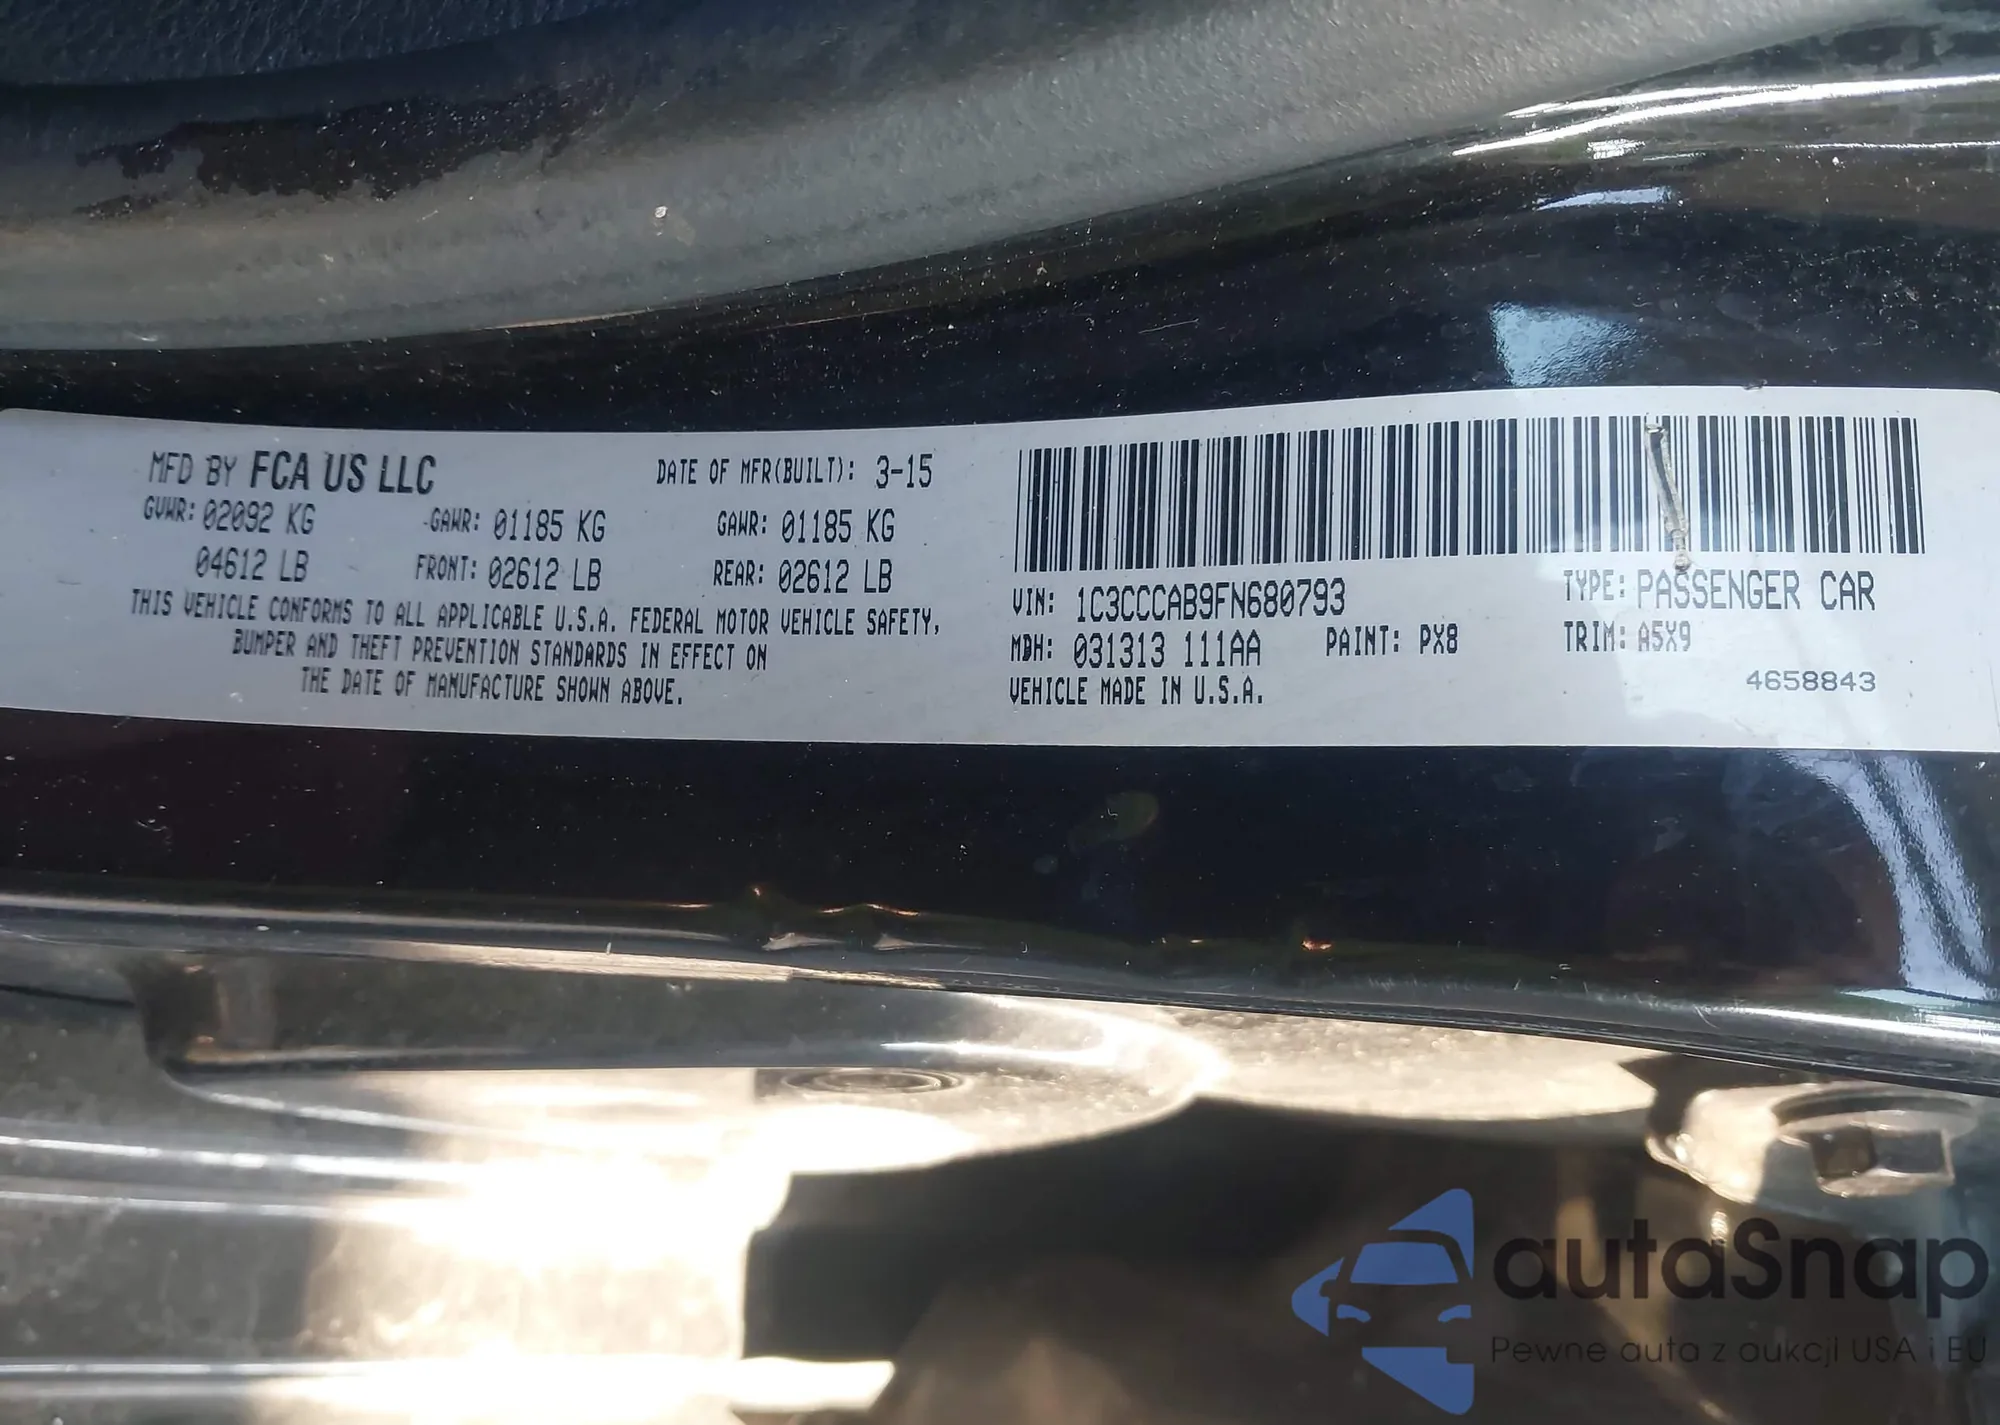 MFD BY FCA US LLC DATE OF MFR(BUILT): 3-15
GVWR: 02092 KG GAWR: 01185 KG GAWR: 01185 KG
04612 LB FRONT: 02612 LB REAR: 02612 LB
THIS VEHICLE CONFORMS TO ALL APPLICABLE U.S.A. FEDERAL MOTOR VEHICLE SAFETY,
BUMPER AND THEFT PREVENTION STANDARDS IN EFFECT ON
THE DATE OF MANUFACTURE SHOWN ABOVE.
VIN: 1C3CCCAB9FN680793 TYPE: PASSENGER CAR
MDH: 031313 111AA PAINT: PX8 TRIM: A5X9
VEHICLE MADE IN U.S.A. 4658843
autaSnap
Pewne auta z aukcji USA i EU